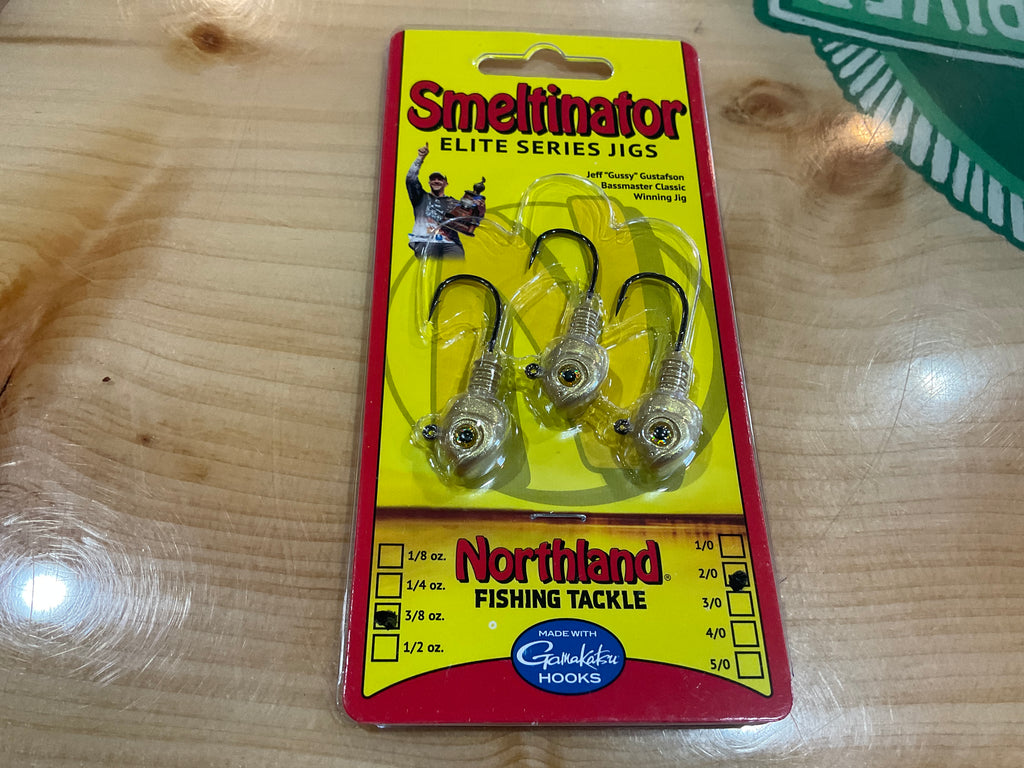 Smeltinator
ELITE SERIES JIGS
Jeff "Gussy" Gustafson
Bassmaster Classic
Winning Jig
Northland®
FISHING TACKLE
1/8 oz.
1/4 oz.
3/8 oz.
1/2 oz.
1/0
2/0
3/0
4/0
5/0
MADE WITH
Gamakatsu
HOOKS